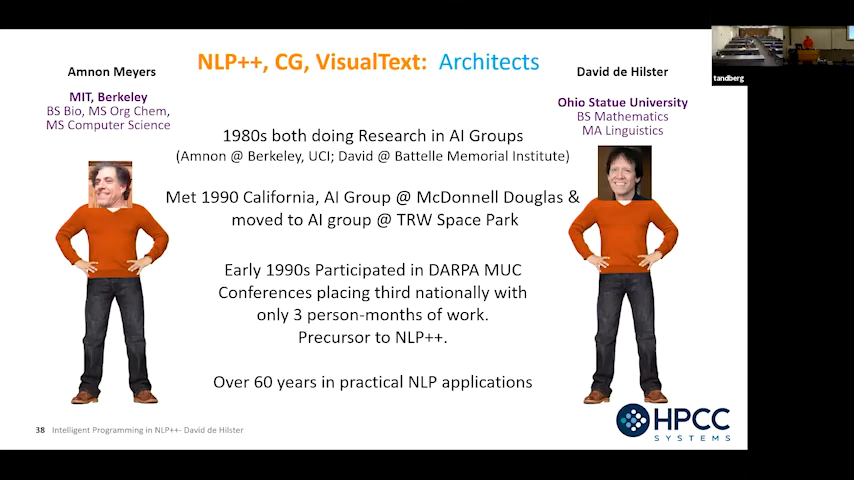 NLP++, CG, VisualText: Architects
Amnon Meyers
MIT, Berkeley
BS Bio, MS Org Chem,
MS Computer Science
David de Hilster
Ohio Statue University
BS Mathematics
MA Linguistics
1980s both doing Research in AI Groups
(Amnon @ Berkeley, UCI; David @ Battelle Memorial Institute)
Met 1990 California, AI Group @ McDonnell Douglas &
moved to AI group @ TRW Space Park
Early 1990s Participated in DARPA MUC
Conferences placing third nationally with
only 3 person-months of work.
Precursor to NLP++.
Over 60 years in practical NLP applications
38 Intelligent Programming in NLP++- David de Hilster
HPCC
SYSTEMS
tandberg